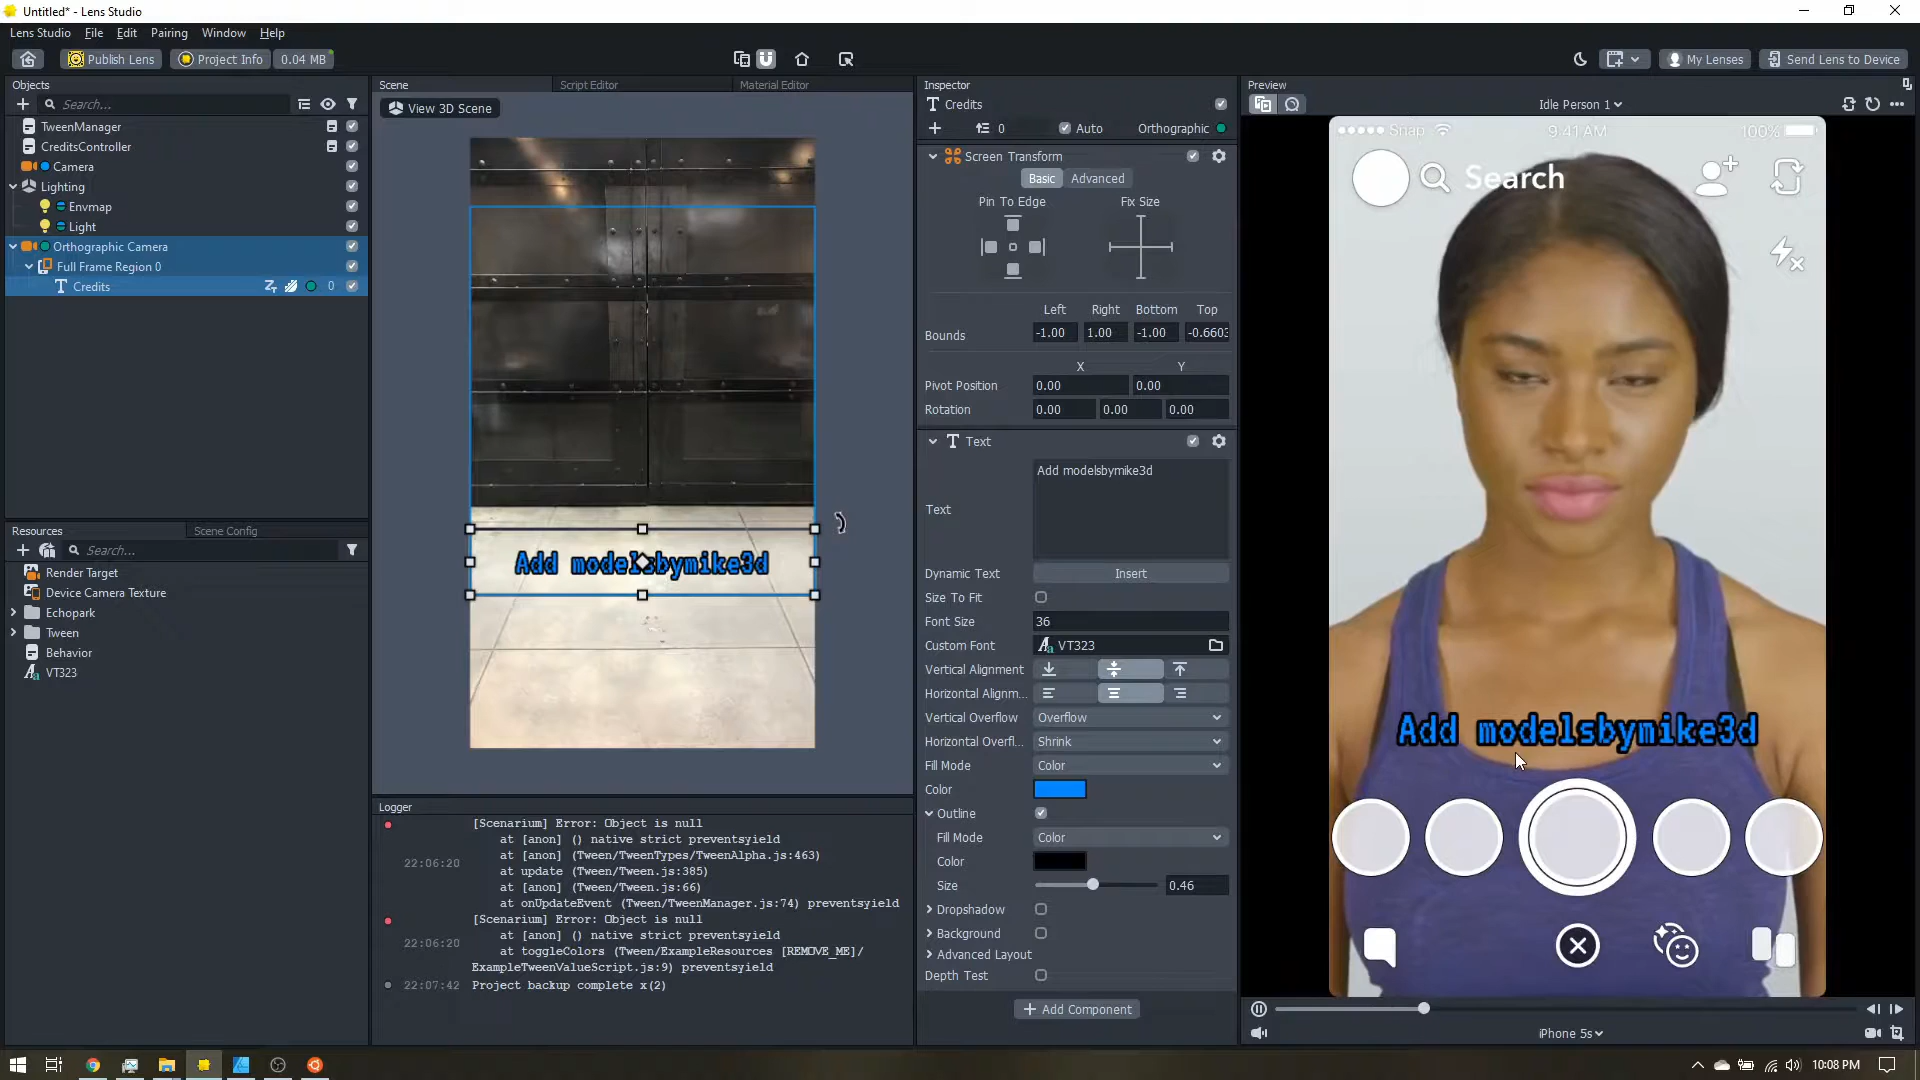 Untitled* - Lens Studio
Lens Studio File Edit Pairing Window Help
Publish Lens Project Info 0.04 MB My Lenses Send Lens to Device
Objects
Search...
TweenManager
CreditsController
Camera
Lighting
Envmap
Light
Orthographic Camera
Full Frame Region 0
Credits 0
Resources Scene Config
Search...
Render Target
Device Camera Texture
Echopark
Tween
Behavior
VT323
Scene Script Editor Material Editor
View 3D Scene
Add modelsbymike3d
Logger
[Scenarium] Error: Object is null
at [anon] () native strict preventsyield
22:06:20 at [anon] (Tween/TweenTypes/TweenAlpha.js:463)
at update (Tween/Tween.js:385)
at [anon] (Tween/Tween.js:66)
at onUpdateEvent (Tween/TweenManager.js:74) preventsyield
[Scenarium] Error: Object is null
at [anon] () native strict preventsyield
22:06:20 at toggleColors (Tween/ExampleResources [REMOVE_ME]/
ExampleTweenValueScript.js:9) preventsyield
22:07:42 Project backup complete x(2)
Inspector
Credits
0 Auto Orthographic
Screen Transform
Basic Advanced
Pin To Edge Fix Size
Left Right Bottom Top
Bounds -1.00 1.00 -1.00 -0.6603
X Y
Pivot Position 0.00 0.00
Rotation 0.00 0.00 0.00
Text
Text Add modelsbymike3d
Dynamic Text Insert
Size To Fit
Font Size 36
Custom Font VT323
Vertical Alignment
Horizontal Alignm...
Vertical Overflow Overflow
Horizontal Overfl... Shrink
Fill Mode Color
Color
Outline
Fill Mode Color
Color
Size 0.46
Dropshadow
Background
Advanced Layout
Depth Test
Add Component
Preview
Idle Person 1
Snap 9:41 AM 100%
Search
Add modelsbymike3d
iPhone 5s
10:08 PM